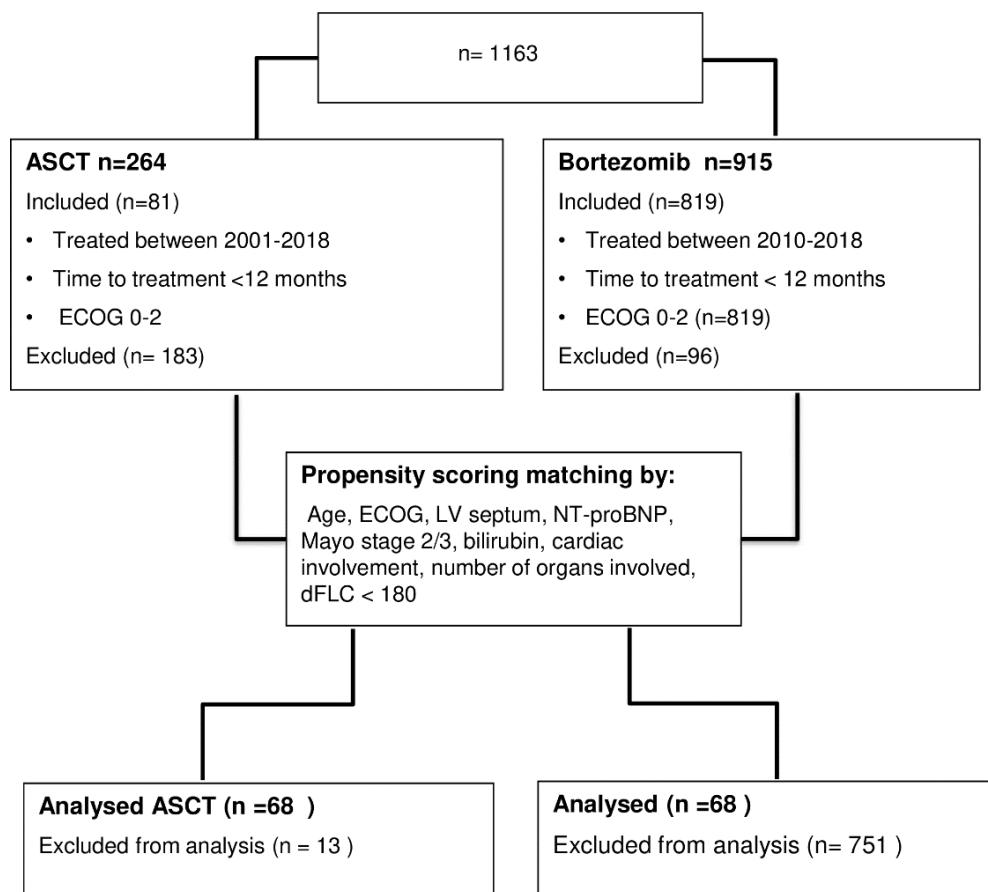 n= 1163
ASCT n=264
Included (n=81)
• Treated between 2001-2018
• Time to treatment <12 months
• ECOG 0-2
Excluded (n= 183)
Bortezomib n=915
Included (n=819)
• Treated between 2010-2018
• Time to treatment < 12 months
• ECOG 0-2 (n=819)
Excluded (n=96)
Propensity scoring matching by:
Age, ECOG, LV septum, NT-proBNP,
Mayo stage 2/3, bilirubin, cardiac
involvement, number of organs involved,
dFLC < 180
Analysed ASCT (n =68 )
Excluded from analysis (n = 13 )
Analysed (n =68 )
Excluded from analysis (n= 751 )